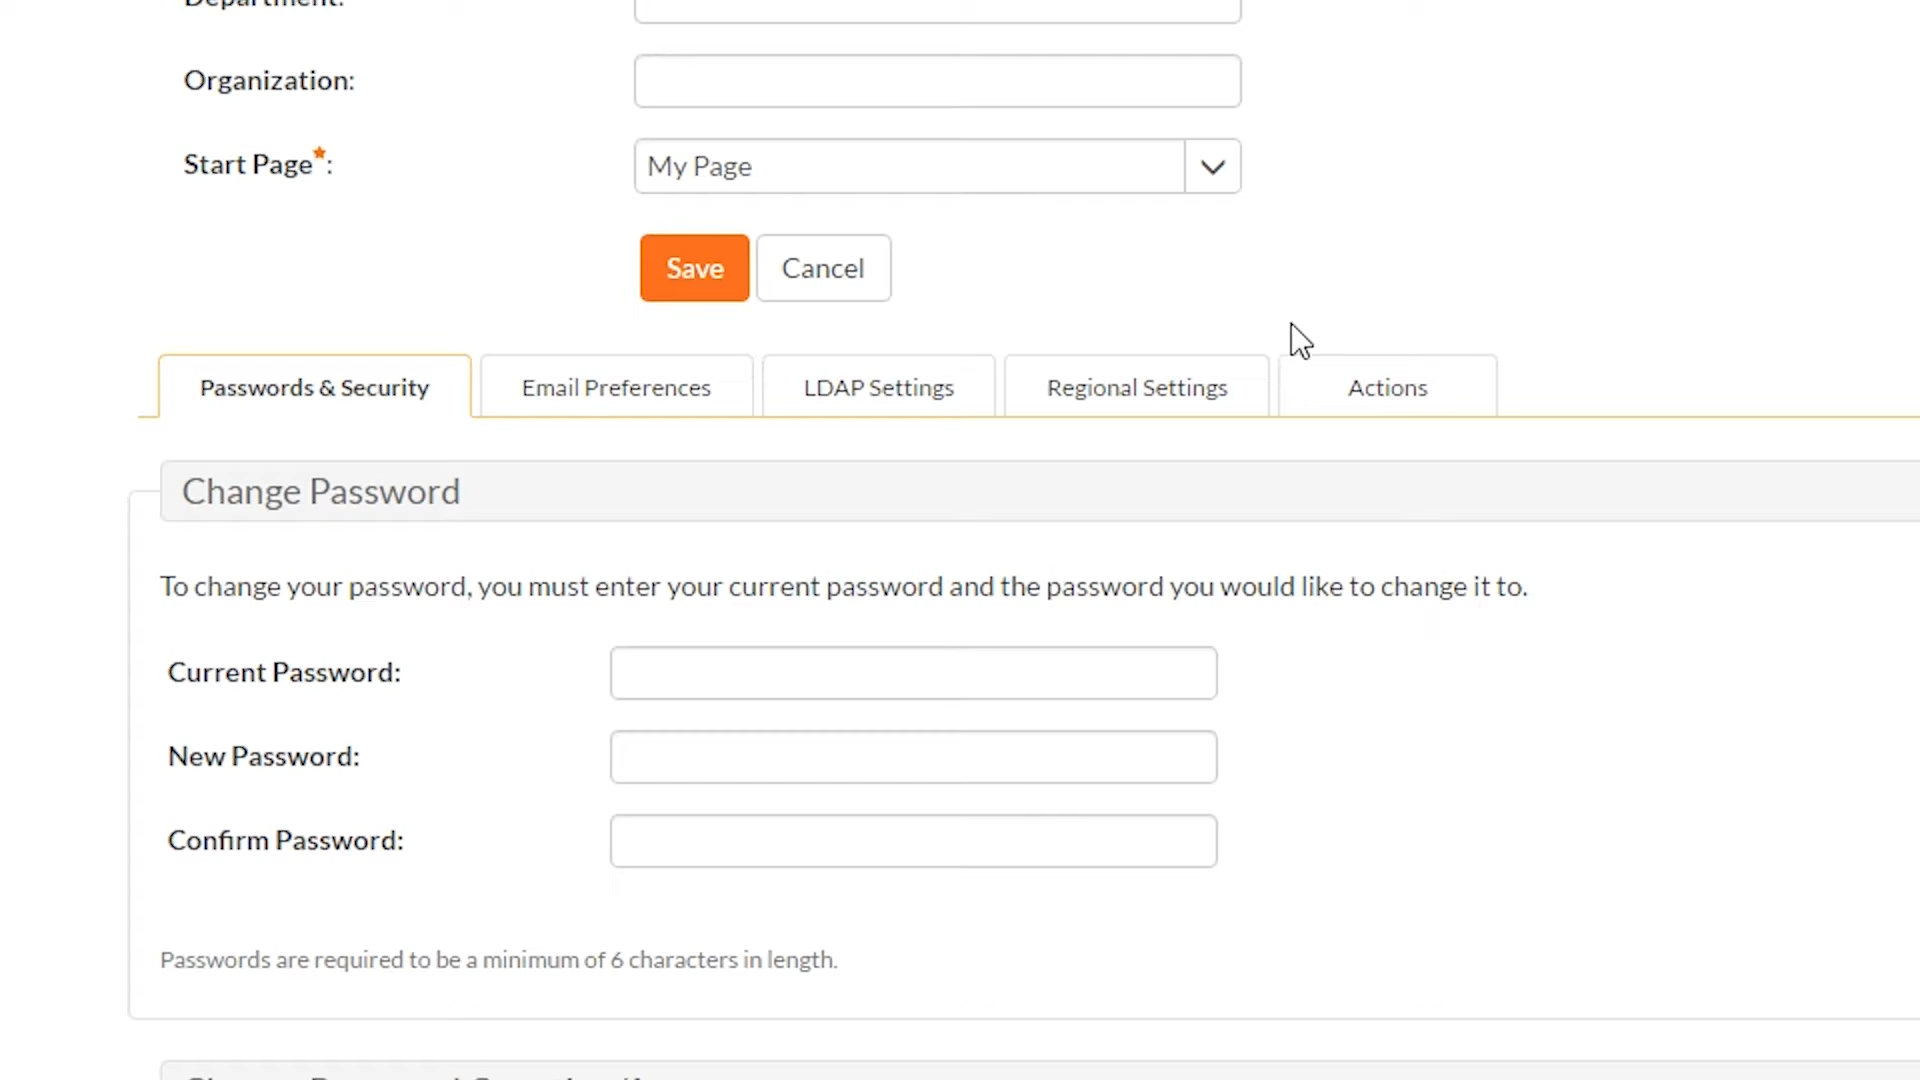 Department:
Organization:
Start Page*:
My Page
Save
Cancel
Passwords & Security
Email Preferences
LDAP Settings
Regional Settings
Actions
Change Password
To change your password, you must enter your current password and the password you would like to change it to.
Current Password:
New Password:
Confirm Password:
Passwords are required to be a minimum of 6 characters in length.